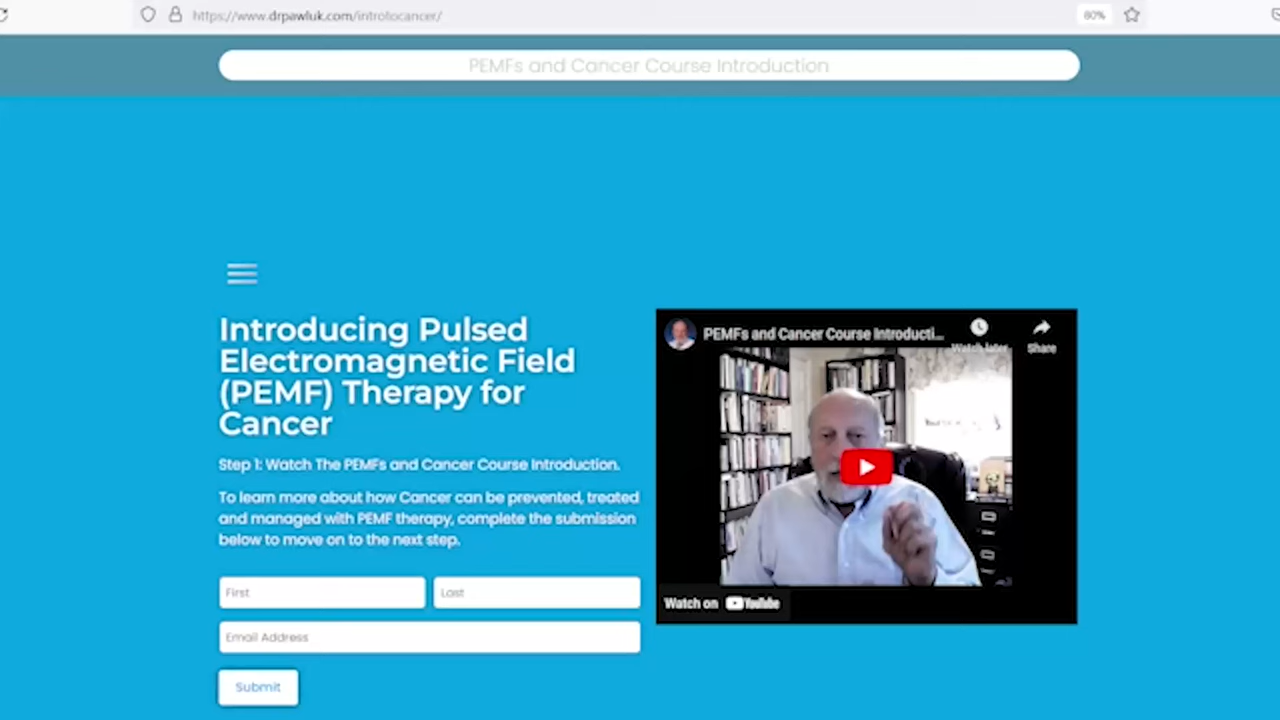 https://www.drpawluk.com/introtocancer/
80%
PEMFs and Cancer Course Introduction
Introducing Pulsed
Electromagnetic Field
(PEMF) Therapy for
Cancer
Step 1: Watch The PEMFs and Cancer Course Introduction.
To learn more about how Cancer can be prevented, treated
and managed with PEMF therapy, complete the submission
below to move on to the next step.
First
Last
Email Address
Submit
PEMFs and Cancer Course Introducti...
Watch later
Share
Watch on YouTube